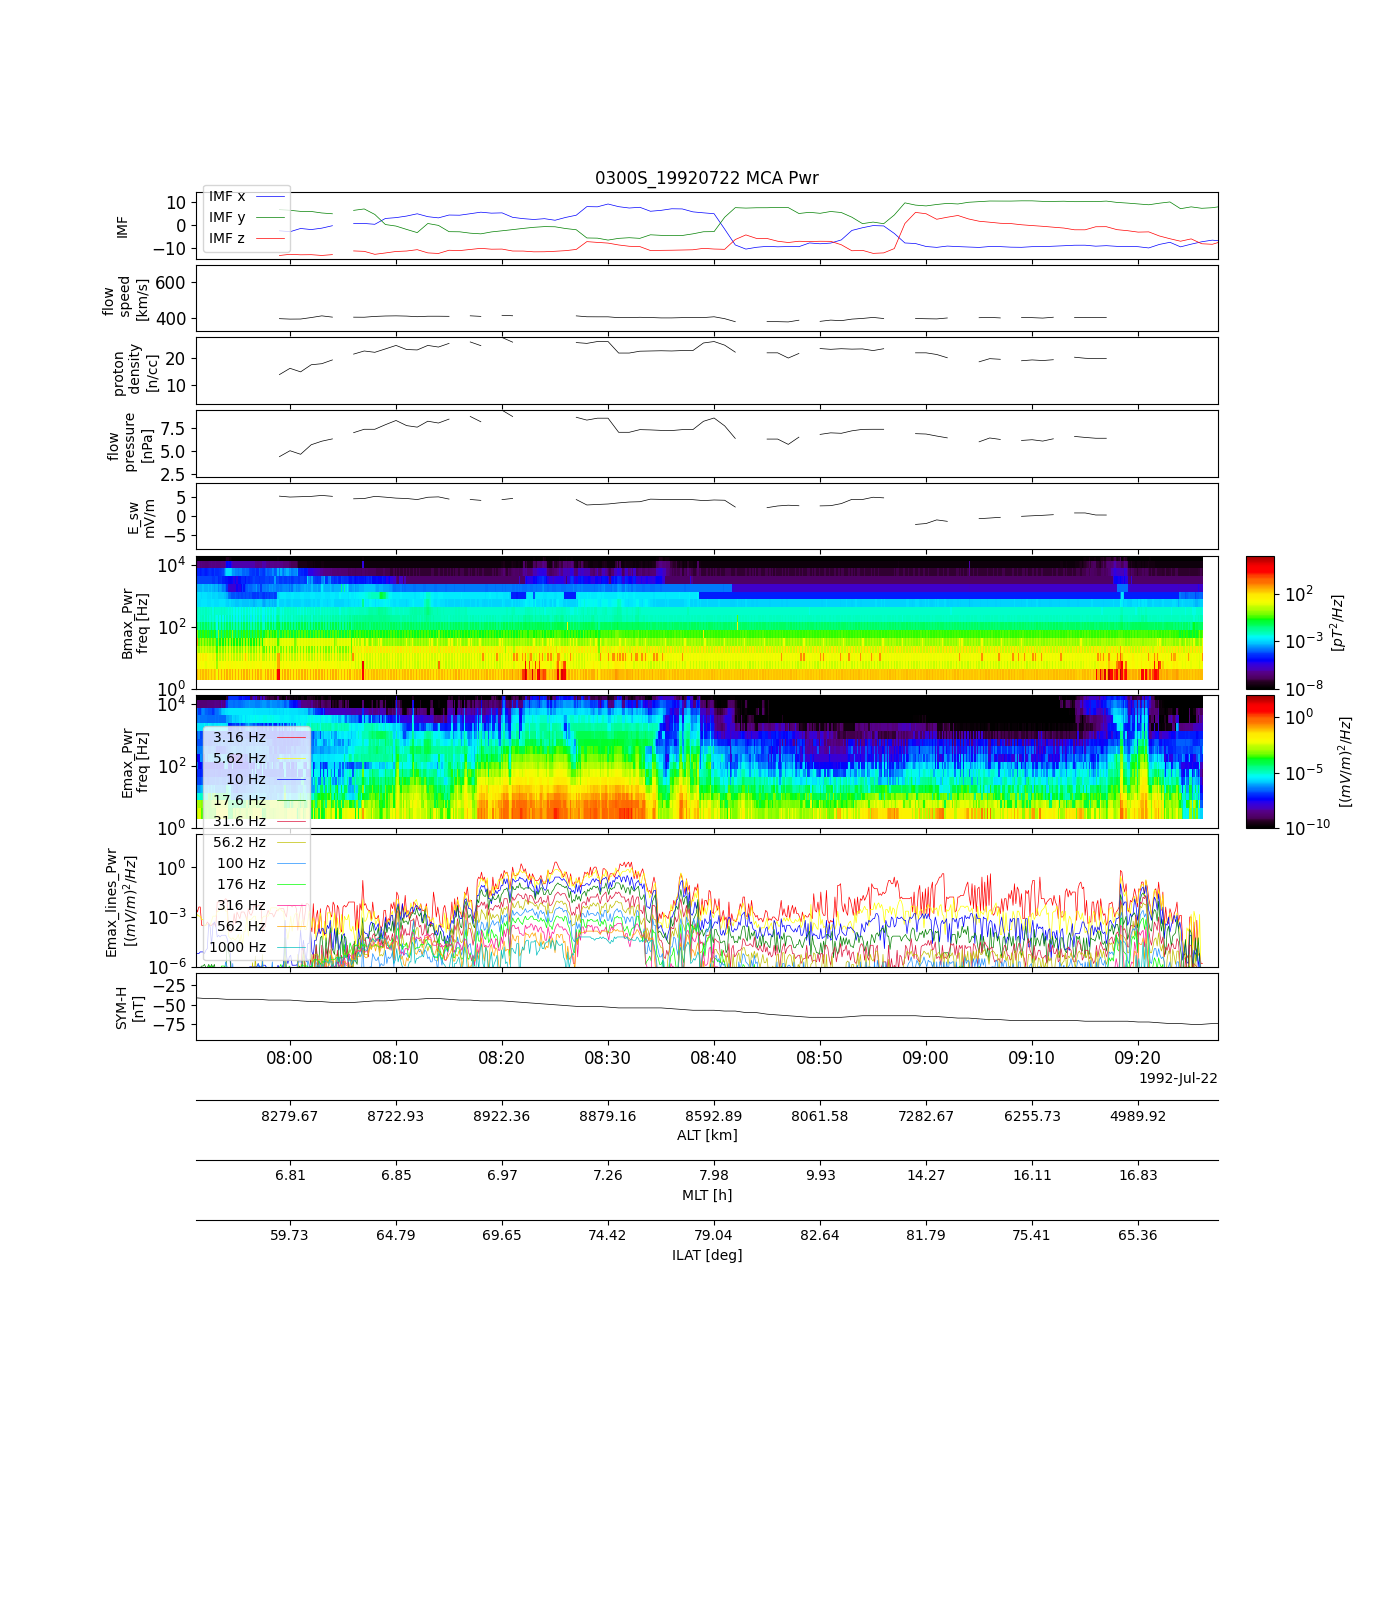 0300S_19920722 MCA Pwr
IMF
10
0
−10
IMF x
IMF y
IMF z
flow
speed
[km/s]
600
400
proton
density
[n/cc]
20
10
flow
pressure
[nPa]
7.5
5.0
2.5
E_sw
mV/m
5
0
−5
Bmax_Pwr
freq [Hz]
10^4
10^2
10^0
10^2
10^−3
10^−8
[pT^2/Hz]
Emax_Pwr
freq [Hz]
10^4
10^2
10^0
10^0
10^−5
10^−10
[(mV/m)^2/Hz]
3.16 Hz
5.62 Hz
10 Hz
17.6 Hz
31.6 Hz
56.2 Hz
100 Hz
176 Hz
316 Hz
562 Hz
1000 Hz
Emax_lines_Pwr
[(mV/m)^2/Hz]
10^0
10^−3
10^−6
SYM-H
[nT]
−25
−50
−75
08:00 08:10 08:20 08:30 08:40 08:50 09:00 09:10 09:20
1992-Jul-22
8279.67 8722.93 8922.36 8879.16 8592.89 8061.58 7282.67 6255.73 4989.92
ALT [km]
6.81 6.85 6.97 7.26 7.98 9.93 14.27 16.11 16.83
MLT [h]
59.73 64.79 69.65 74.42 79.04 82.64 81.79 75.41 65.36
ILAT [deg]